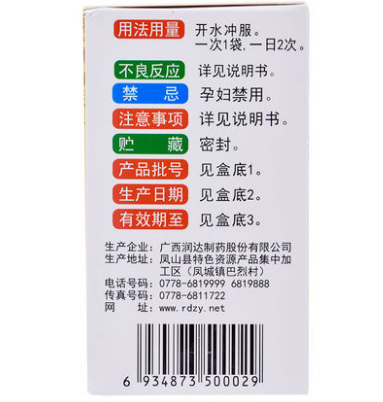 用法用量 开水冲服。
一次1袋,一日2次。
不良反应 详见说明书。
禁 忌 孕妇禁用。
注意事项 详见说明书。
贮 藏 密封。
产品批号 见盒底1。
生产日期 见盒底2。
有效期至 见盒底3。
生产企业:广西润达制药股份有限公司
生产地址:凤山县特色资源产品集中加
工区(凤城镇巴烈村)
电话号码:0778-6819999 6819888
传真号码:0778-6811722
网 址:www.rdzy.net
6 934873 500029